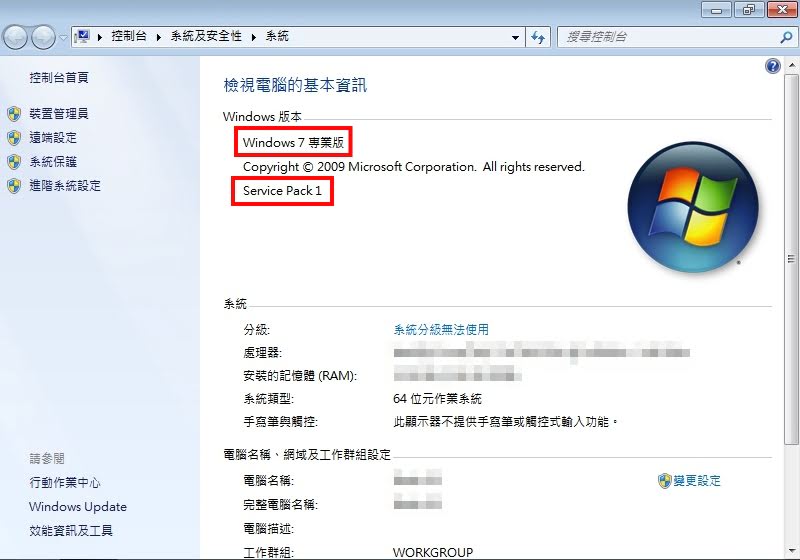 控制台 ▸ 系統及安全性 ▸ 系統
搜尋控制台
控制台首頁
裝置管理員
遠端設定
系統保護
進階系統設定
請參閱
行動作業中心
Windows Update
效能資訊及工具
檢視電腦的基本資訊
Windows 版本
Windows 7 專業版
Copyright © 2009 Microsoft Corporation. All rights reserved.
Service Pack 1
系統
分級: 系統分級無法使用
處理器:
安裝的記憶體 (RAM):
系統類型: 64 位元作業系統
手寫筆與觸控: 此顯示器不提供手寫筆或觸控式輸入功能。
電腦名稱、網域及工作群組設定
電腦名稱: 變更設定
完整電腦名稱:
電腦描述:
工作群組: WORKGROUP